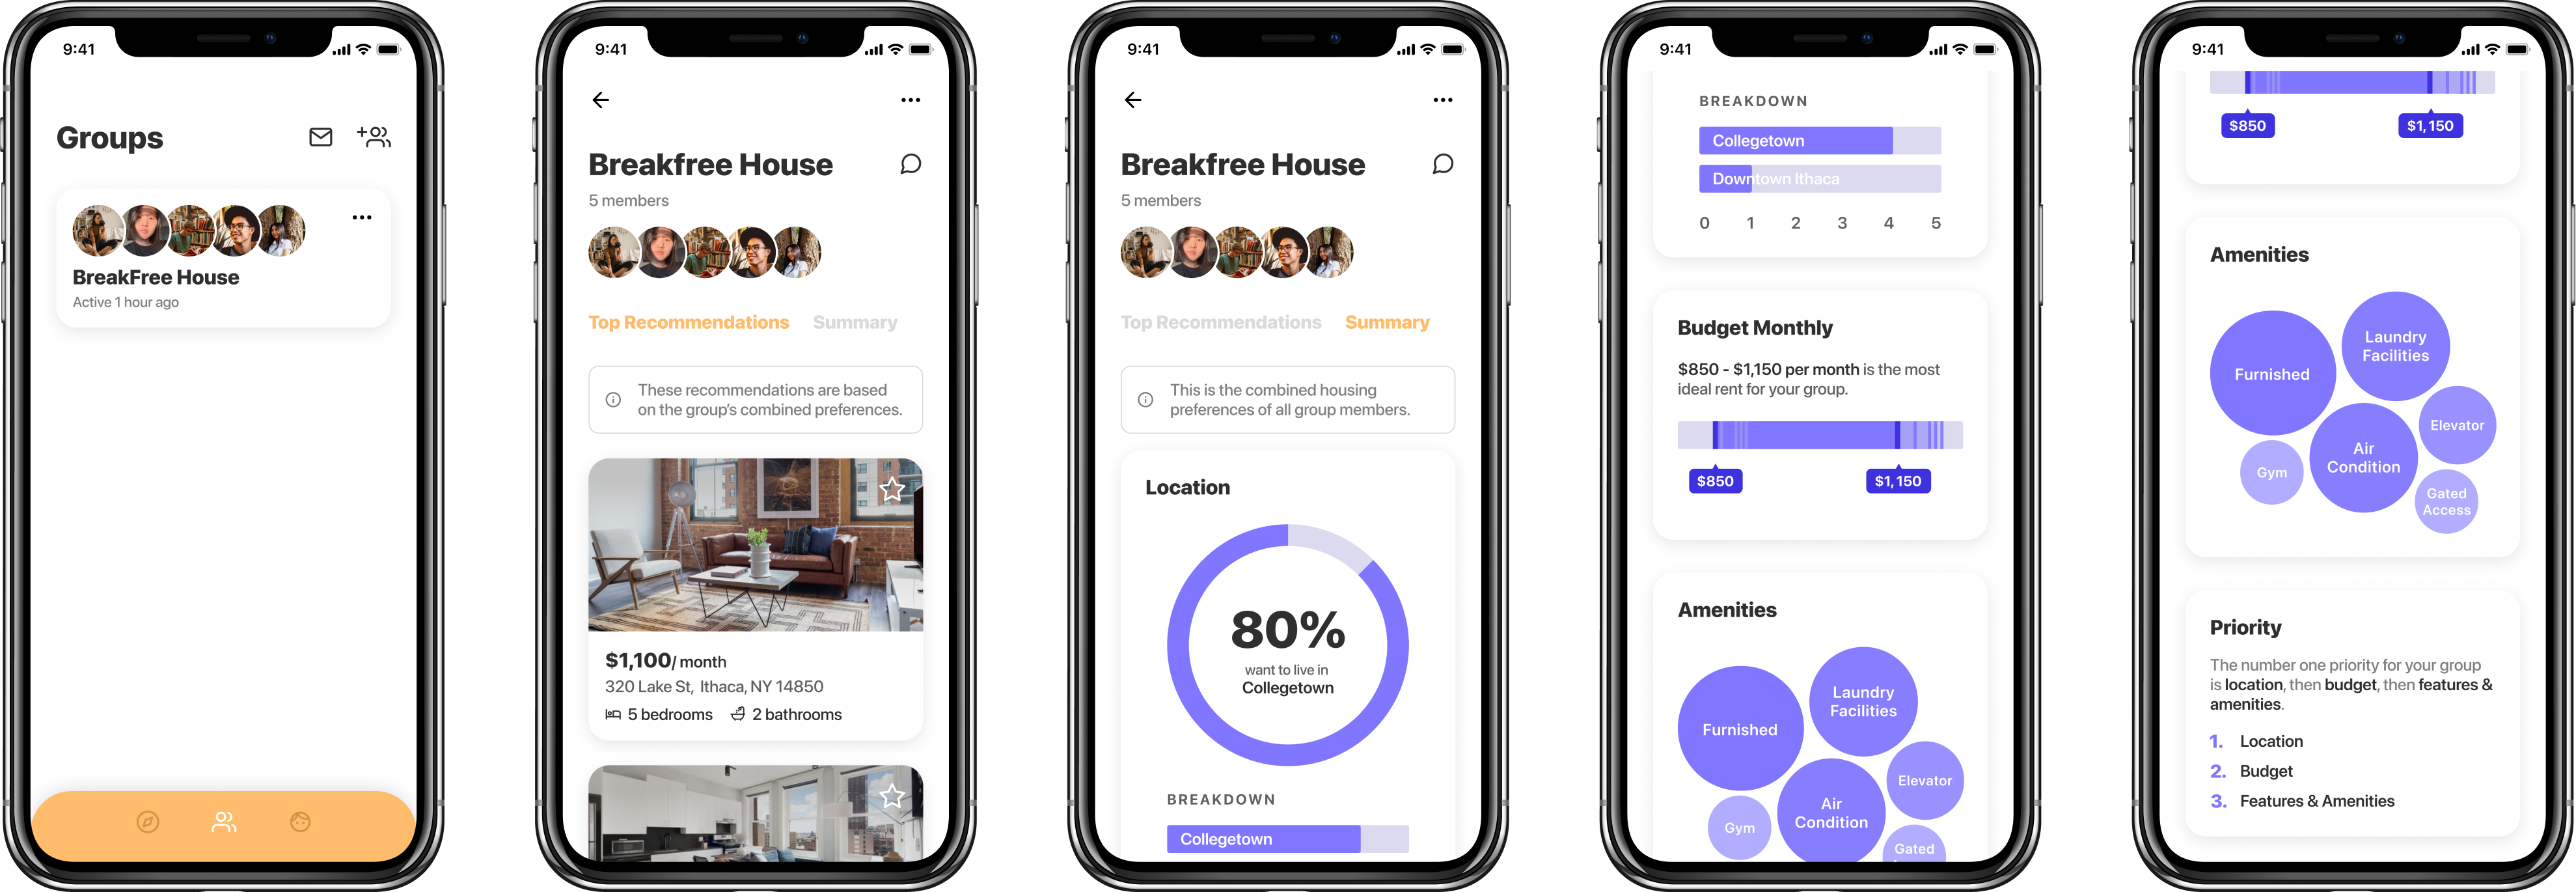 9:41
Groups
BreakFree House
Active 1 hour ago
9:41
Breakfree House
5 members
Top Recommendations Summary
These recommendations are based
on the group's combined preferences.
$1,100/ month
320 Lake St, Ithaca, NY 14850
5 bedrooms 2 bathrooms
9:41
Breakfree House
5 members
Top Recommendations Summary
This is the combined housing
preferences of all group members.
Location
80%
want to live in
Collegetown
BREAKDOWN
Collegetown
9:41
BREAKDOWN
Collegetown
Downtown Ithaca
0 1 2 3 4 5
Budget Monthly
$850 - $1,150 per month is the most
ideal rent for your group.
$850 $1,150
Amenities
Laundry
Facilities
Furnished
Elevator
Air
Condition
Gym
Gated
9:41
$850 $1,150
Amenities
Laundry
Facilities
Furnished
Elevator
Air
Condition
Gym
Gated
Access
Priority
The number one priority for your group
is location, then budget, then features &
amenities.
1. Location
2. Budget
3. Features & Amenities